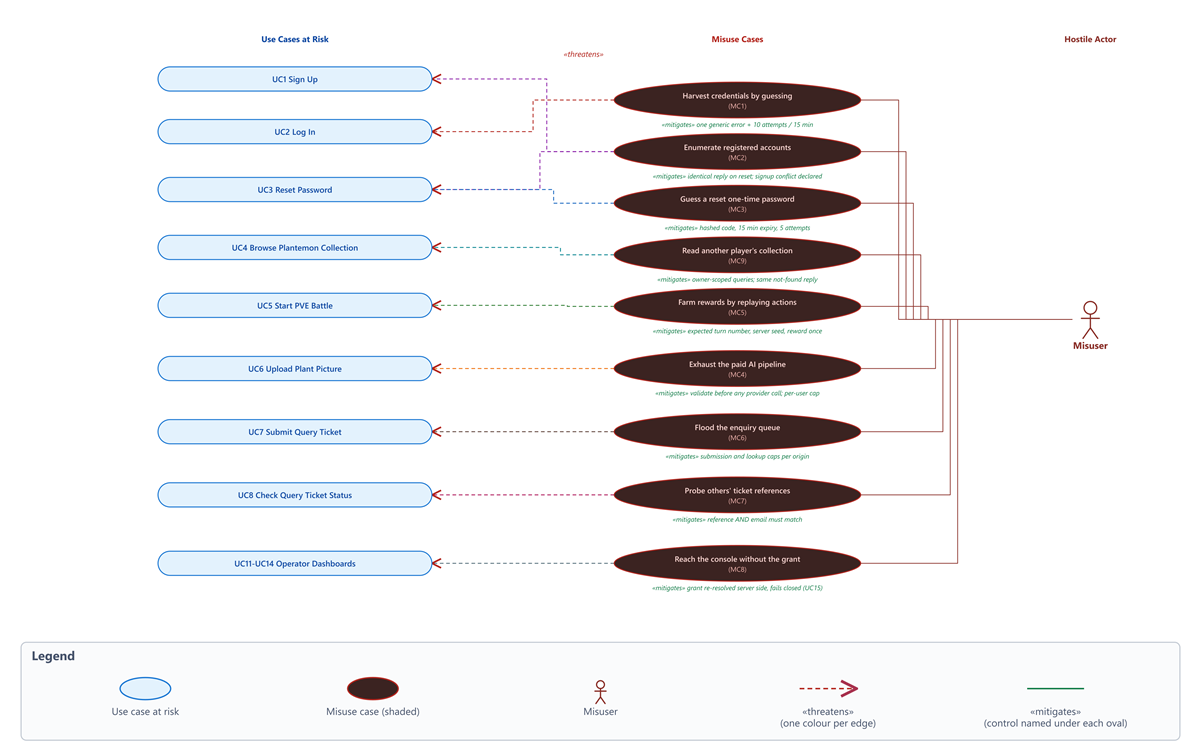 Use Cases at Risk
Misuse Cases
Hostile Actor
«threatens»
UC1 Sign Up
Harvest credentials by guessing
(MC1)
«mitigates» one generic error + 10 attempts / 15 min
UC2 Log In
Enumerate registered accounts
(MC2)
«mitigates» identical reply on reset; signup conflict declared
UC3 Reset Password
Guess a reset one-time password
(MC3)
«mitigates» hashed code, 15 min expiry, 5 attempts
UC4 Browse Plantemon Collection
Read another player's collection
(MC9)
«mitigates» owner-scoped queries; same not-found reply
UC5 Start PVE Battle
Farm rewards by replaying actions
(MC5)
«mitigates» expected turn number, server seed, reward once
Misuser
UC6 Upload Plant Picture
Exhaust the paid AI pipeline
(MC4)
«mitigates» validate before any provider call; per-user cap
UC7 Submit Query Ticket
Flood the enquiry queue
(MC6)
«mitigates» submission and lookup caps per origin
UC8 Check Query Ticket Status
Probe others' ticket references
(MC7)
«mitigates» reference AND email must match
UC11-UC14 Operator Dashboards
Reach the console without the grant
(MC8)
«mitigates» grant re-resolved server side, fails closed (UC15)
Legend
Use case at risk
Misuse case (shaded)
Misuser
«threatens»
(one colour per edge)
«mitigates»
(control named under each oval)